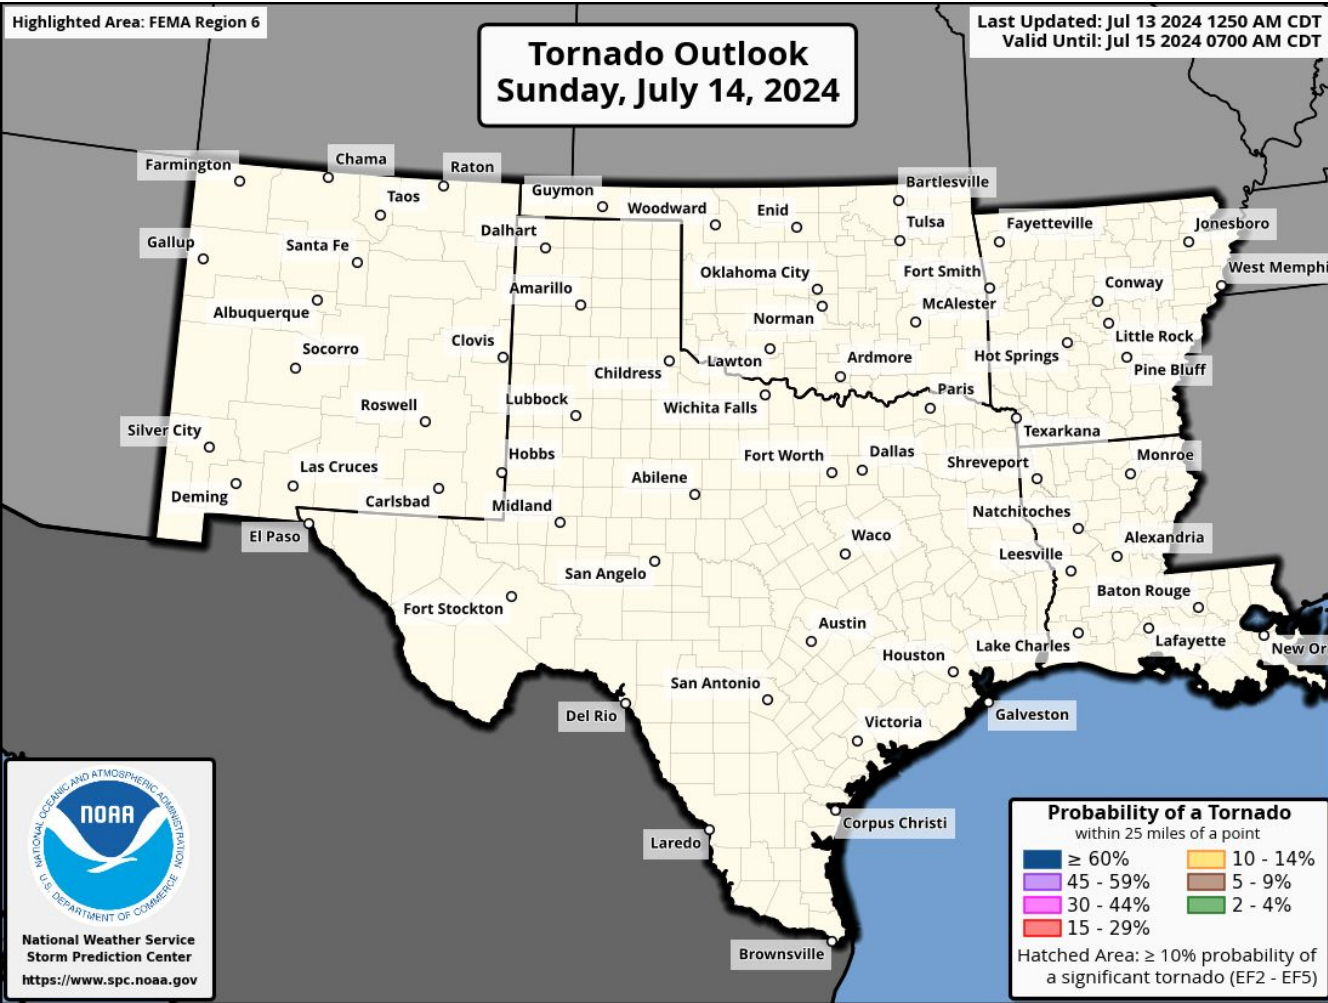 Highlighted Area: FEMA Region 6
Last Updated: Jul 13 2024 1250 AM CDT
Valid Until: Jul 15 2024 0700 AM CDT
Tornado Outlook
Sunday, July 14, 2024
Farmington
Chama
Raton
Taos
Guymon
Woodward
Enid
Bartlesville
Tulsa
Fayetteville
Jonesboro
Gallup
Santa Fe
Dalhart
Oklahoma City
Fort Smith
West Memphi
Albuquerque
Amarillo
Norman
McAlester
Conway
Socorro
Clovis
Childress
Lawton
Ardmore
Hot Springs
Little Rock
Pine Bluff
Roswell
Lubbock
Wichita Falls
Paris
Texarkana
Silver City
Las Cruces
Hobbs
Fort Worth
Dallas
Shreveport
Monroe
Deming
Carlsbad
Midland
Abilene
Natchitoches
El Paso
Waco
Leesville
Alexandria
San Angelo
Baton Rouge
Fort Stockton
Austin
Houston
Lake Charles
Lafayette
New Or
San Antonio
Del Rio
Victoria
Galveston
Laredo
Corpus Christi
Brownsville
NATIONAL OCEANIC AND ATMOSPHERIC ADMINISTRATION
NOAA
U.S. DEPARTMENT OF COMMERCE
National Weather Service
Storm Prediction Center
https://www.spc.noaa.gov
Probability of a Tornado
within 25 miles of a point
≥ 60%
10 - 14%
45 - 59%
5 - 9%
30 - 44%
2 - 4%
15 - 29%
Hatched Area: ≥ 10% probability of
a significant tornado (EF2 - EF5)